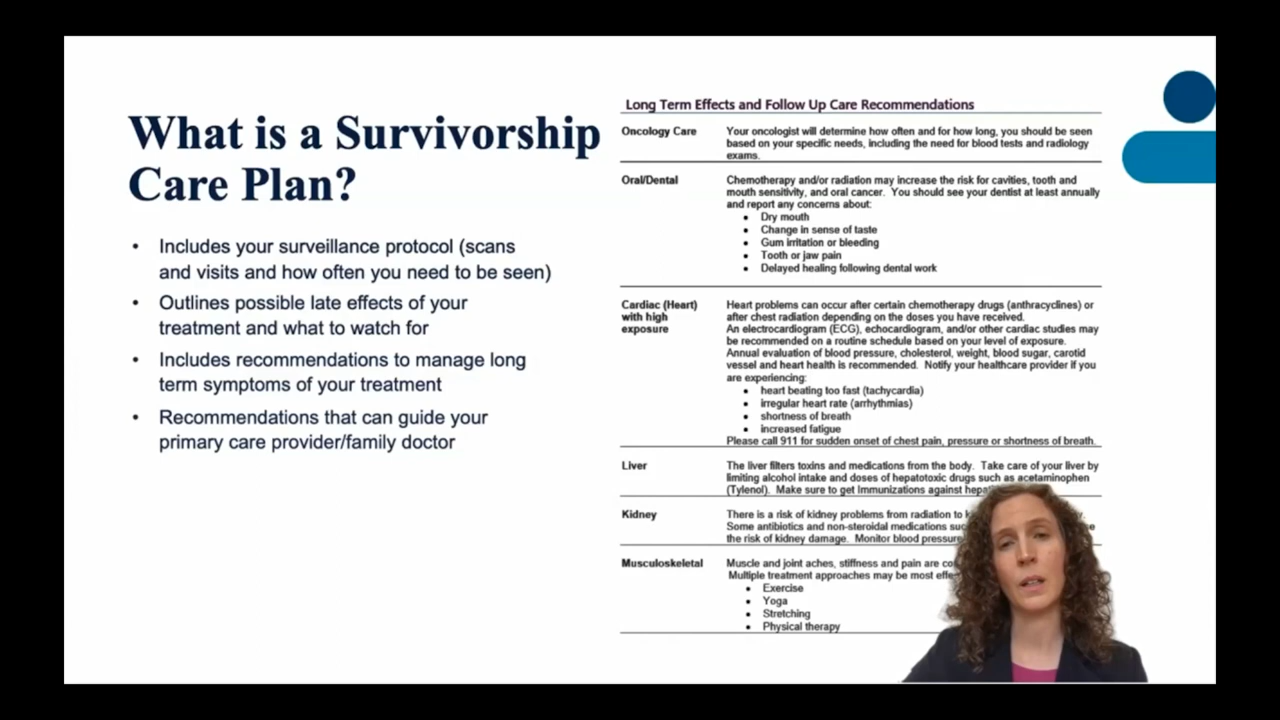 What is a Survivorship
Care Plan?
• Includes your surveillance protocol (scans
and visits and how often you need to be seen)
• Outlines possible late effects of your
treatment and what to watch for
• Includes recommendations to manage long
term symptoms of your treatment
• Recommendations that can guide your
primary care provider/family doctor
Long Term Effects and Follow Up Care Recommendations
Oncology Care
Your oncologist will determine how often and for how long, you should be seen
based on your specific needs, including the need for blood tests and radiology
exams.
Oral/Dental
Chemotherapy and/or radiation may increase the risk for cavities, tooth and
mouth sensitivity, and oral cancer. You should see your dentist at least annually
and report any concerns about:
• Dry mouth
• Change in sense of taste
• Gum irritation or bleeding
• Tooth or jaw pain
• Delayed healing following dental work
Cardiac (Heart)
with high
exposure
Heart problems can occur after certain chemotherapy drugs (anthracyclines) or
after chest radiation depending on the doses you have received.
An electrocardiogram (ECG), echocardiogram, and/or other cardiac studies may
be recommended on a routine schedule based on your level of exposure.
Annual evaluation of blood pressure, cholesterol, weight, blood sugar, carotid
vessel and heart health is recommended. Notify your healthcare provider if you
are experiencing:
• heart beating too fast (tachycardia)
• irregular heart rate (arrhythmias)
• shortness of breath
• increased fatigue
Please call 911 for sudden onset of chest pain, pressure or shortness of breath.
Liver
The liver filters toxins and medications from the body. Take care of your liver by
limiting alcohol intake and doses of hepatotoxic drugs such as acetaminophen
(Tylenol). Make sure to get Immunizations against
Kidney
There is a risk of kidney problems from radiation to
Some antibiotics and non-steroidal medications
the risk of kidney damage. Monitor blood pressure
Musculoskeletal
Muscle and joint aches, stiffness and pain are
Multiple treatment approaches may be most
• Exercise
• Yoga
• Stretching
• Physical therapy